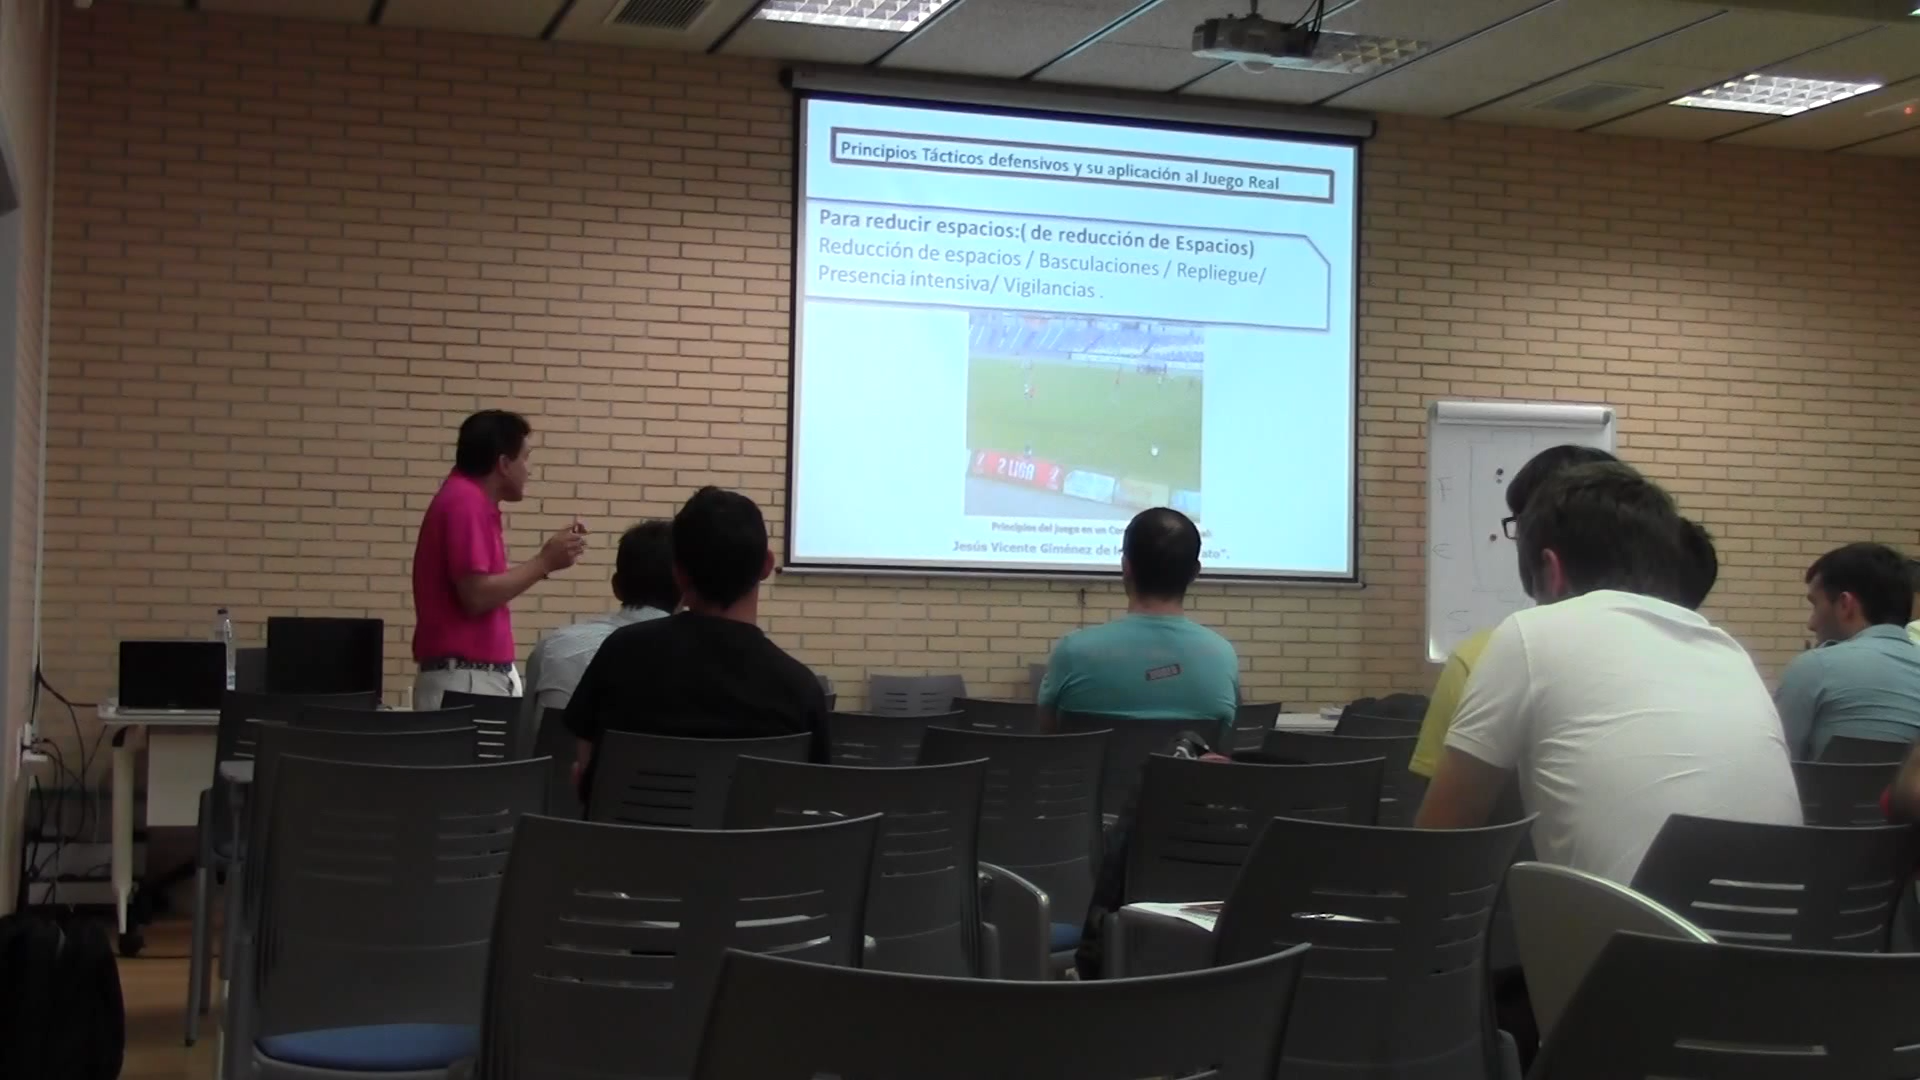 Principios Tácticos defensivos y su aplicación al Juego Real
Para reducir espacios:( de reducción de Espacios)
Reducción de espacios / Basculaciones / Repliegue/
Presencia intensiva/ Vigilancias .
2 LIGA
Principios del Juego en un
Jesús Vicente Giménez de
ato".
F
E
S